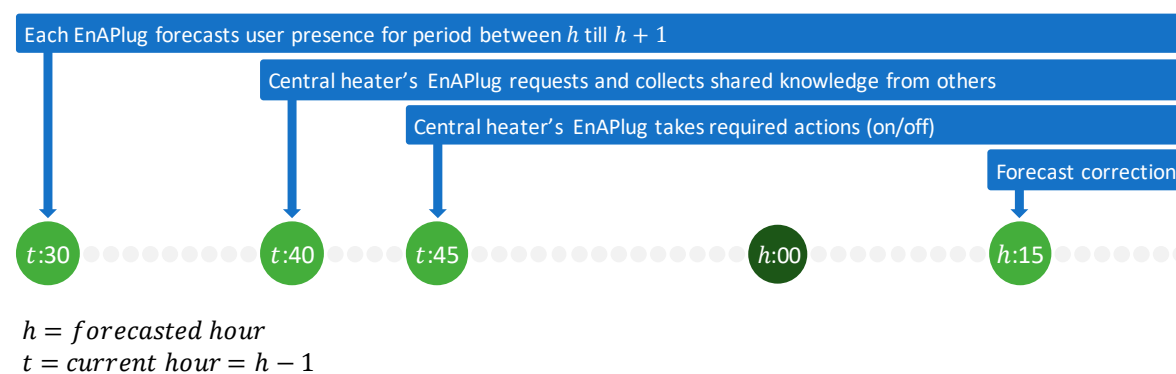 Each EnAPlug forecasts user presence for period between h till h + 1
Central heater's EnAPlug requests and collects shared knowledge from others
Central heater's EnAPlug takes required actions (on/off)
Forecast correction
t:30
t:40
t:45
h:00
h:15
h = forecasted hour
t = current hour = h − 1